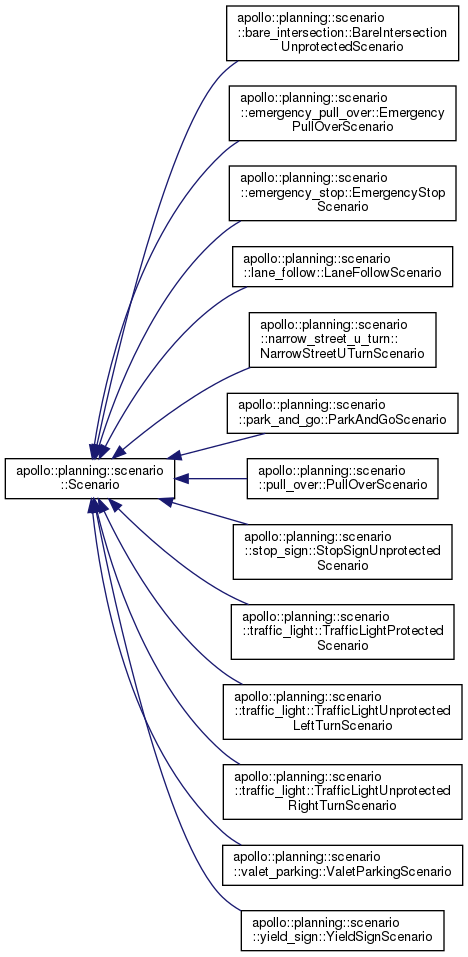 apollo::planning::scenario
::bare_intersection::BareIntersection
UnprotectedScenario
apollo::planning::scenario
::emergency_pull_over::Emergency
PullOverScenario
apollo::planning::scenario
::emergency_stop::EmergencyStop
Scenario
apollo::planning::scenario
::lane_follow::LaneFollowScenario
apollo::planning::scenario
::narrow_street_u_turn::
NarrowStreetUTurnScenario
apollo::planning::scenario
::park_and_go::ParkAndGoScenario
apollo::planning::scenario
::Scenario
apollo::planning::scenario
::pull_over::PullOverScenario
apollo::planning::scenario
::stop_sign::StopSignUnprotected
Scenario
apollo::planning::scenario
::traffic_light::TrafficLightProtected
Scenario
apollo::planning::scenario
::traffic_light::TrafficLightUnprotected
LeftTurnScenario
apollo::planning::scenario
::traffic_light::TrafficLightUnprotected
RightTurnScenario
apollo::planning::scenario
::valet_parking::ValetParkingScenario
apollo::planning::scenario
::yield_sign::YieldSignScenario